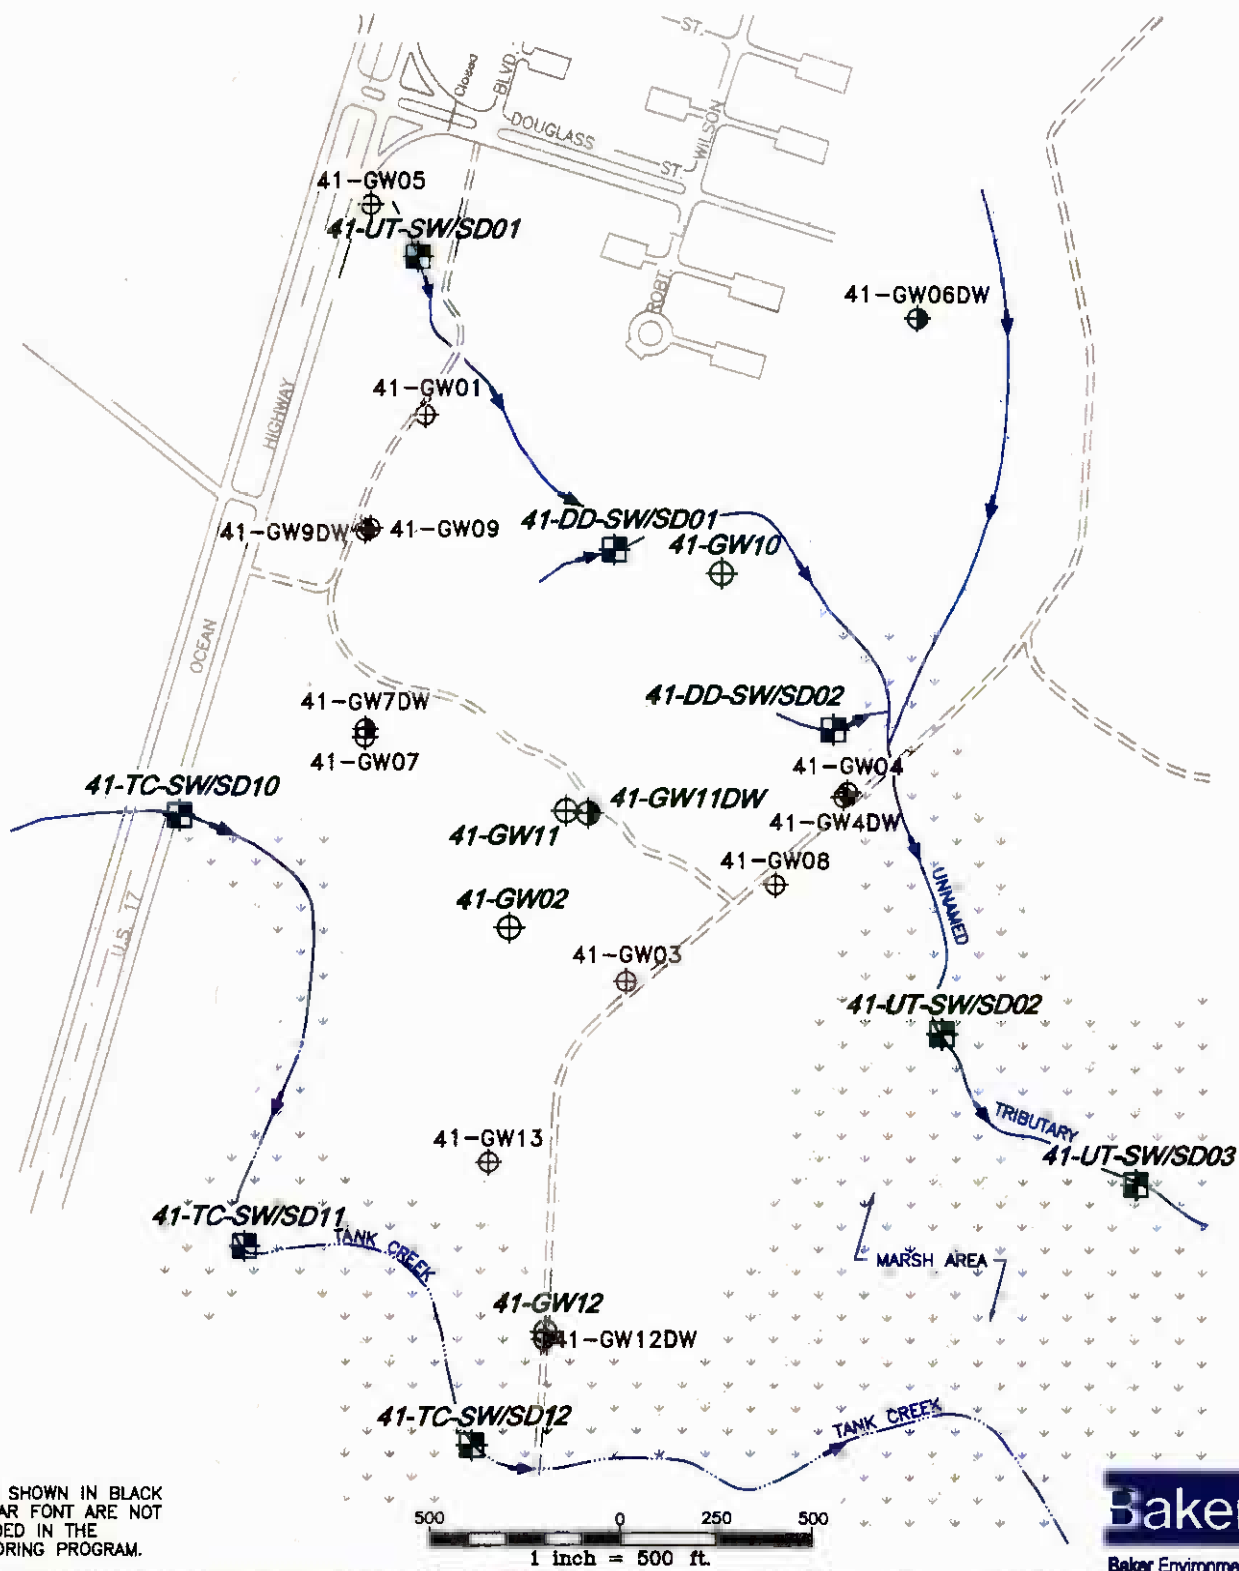 ST.
Closed
BLVD.
DOUGLASS
ST.
WILSON
41-GW05
41-UT-SW/SD01
ROBT.
41-GW06DW
41-GW01
HIGHWAY
41-GW9DW
41-GW09
41-DD-SW/SD01
41-GW10
OCEAN
41-GW7DW
41-GW07
41-DD-SW/SD02
41-TC-SW/SD10
41-GW04
41-GW11DW
41-GW11
41-GW4DW
41-GW08
41-GW02
U.S. 17
UNNAMED
41-GW03
41-UT-SW/SD02
TRIBUTARY
41-GW13
41-UT-SW/SD03
41-TC-SW/SD11
TANK CREEK
MARSH AREA
41-GW12
41-GW12DW
41-TC-SW/SD12
TANK CREEK
SHOWN IN BLACK
AR FONT ARE NOT
DED IN THE
ORING PROGRAM.
500 0 250 500
1 inch = 500 ft.
Baker
Baker Environme